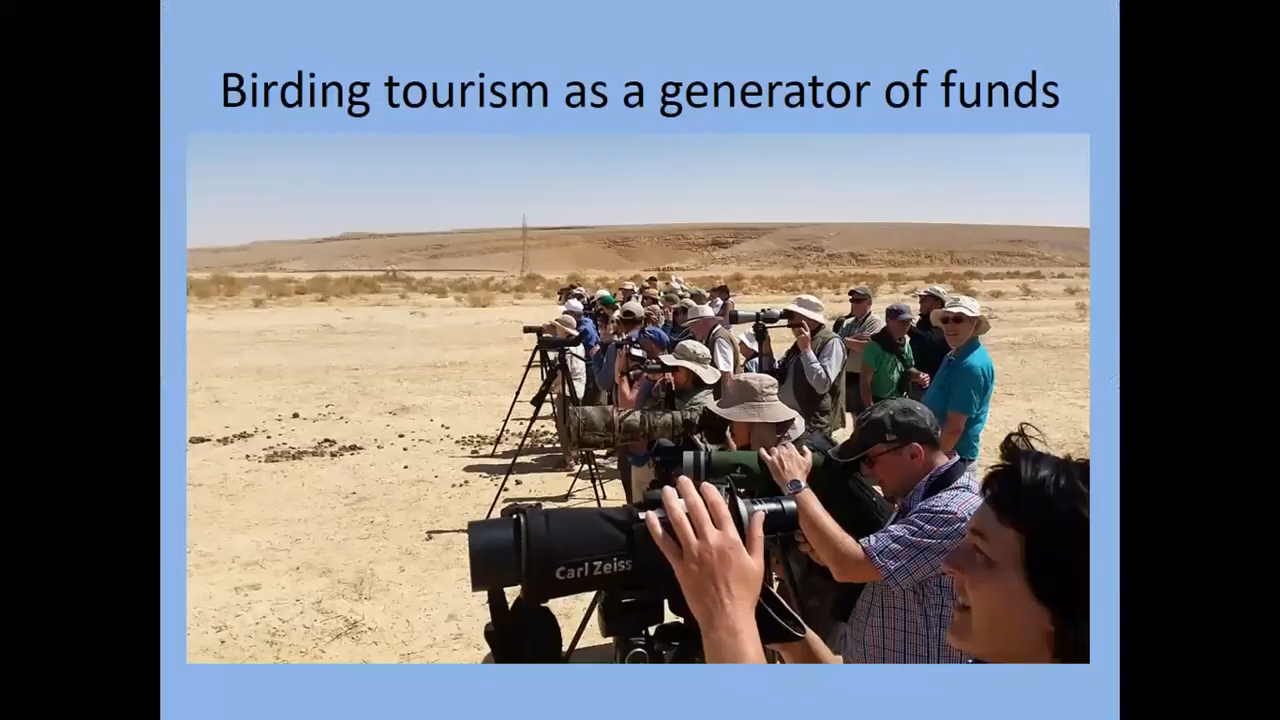 Birding tourism as a generator of funds
Carl Zeiss